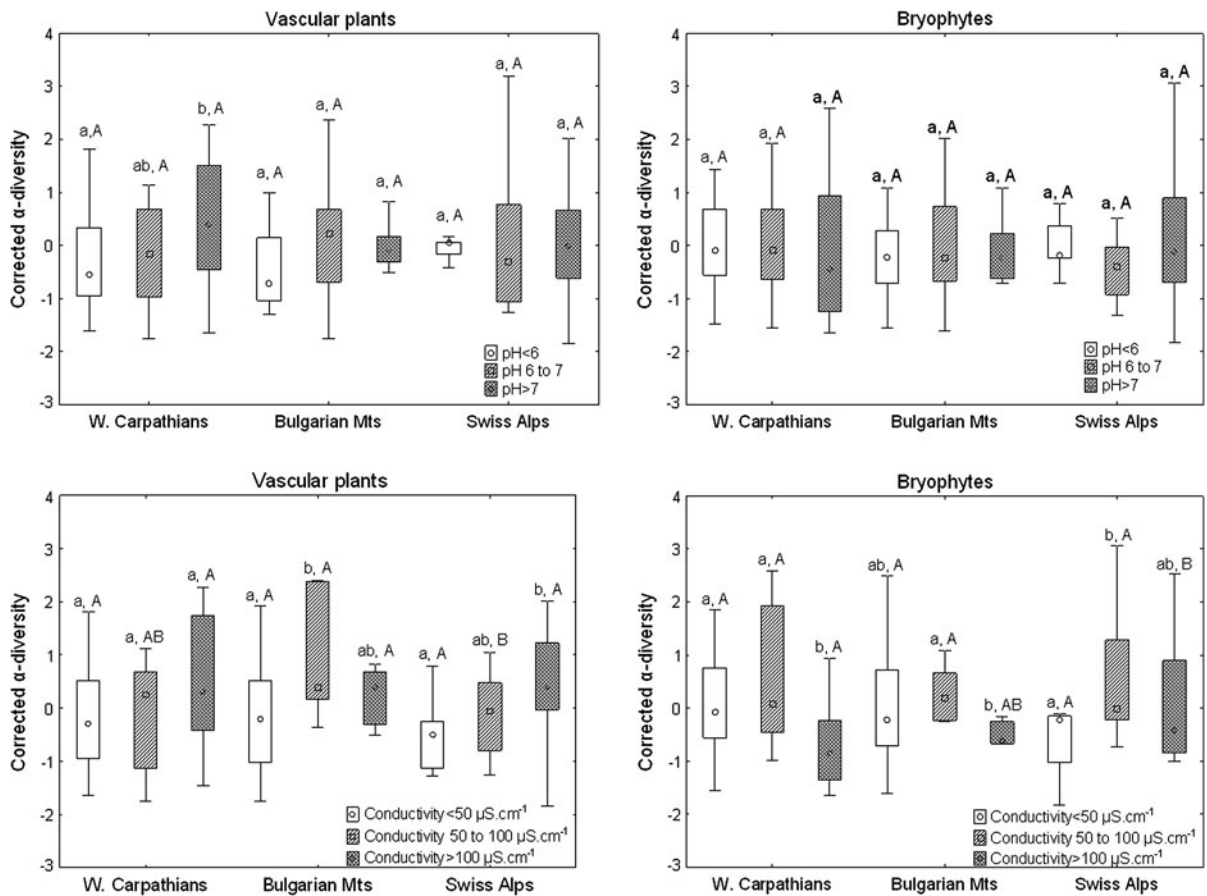 Vascular plants
Corrected α-diversity
4
3
2
1
0
-1
-2
-3
a,A
ab, A
b, A
a, A
a, A
a, A
a, A
a, A
a, A
pH<6
pH 6 to 7
pH>7
W. Carpathians Bulgarian Mts Swiss Alps
Bryophytes
Corrected α-diversity
4
3
2
1
0
-1
-2
-3
a, A
a, A
a, A
a, A
a, A
a, A
a, A
a, A
a, A
pH<6
pH 6 to 7
pH>7
W. Carpathians Bulgarian Mts Swiss Alps
Vascular plants
Corrected α-diversity
4
3
2
1
0
-1
-2
-3
a, A
a, AB
a, A
a, A
b, A
ab, A
a, A
ab, B
b, A
Conductivity<50 µS.cm⁻¹
Conductivity 50 to 100 µS.cm⁻¹
Conductivity>100 µS.cm⁻¹
W. Carpathians Bulgarian Mts Swiss Alps
Bryophytes
Corrected α-diversity
4
3
2
1
0
-1
-2
-3
a, A
a, A
b, A
ab, A
a, A
b, AB
a, A
b, A
ab, B
Conductivity<50 µS.cm⁻¹
Conductivity 50 to 100 µS.cm⁻¹
Conductivity>100 µS.cm⁻¹
W. Carpathians Bulgarian Mts Swiss Alps